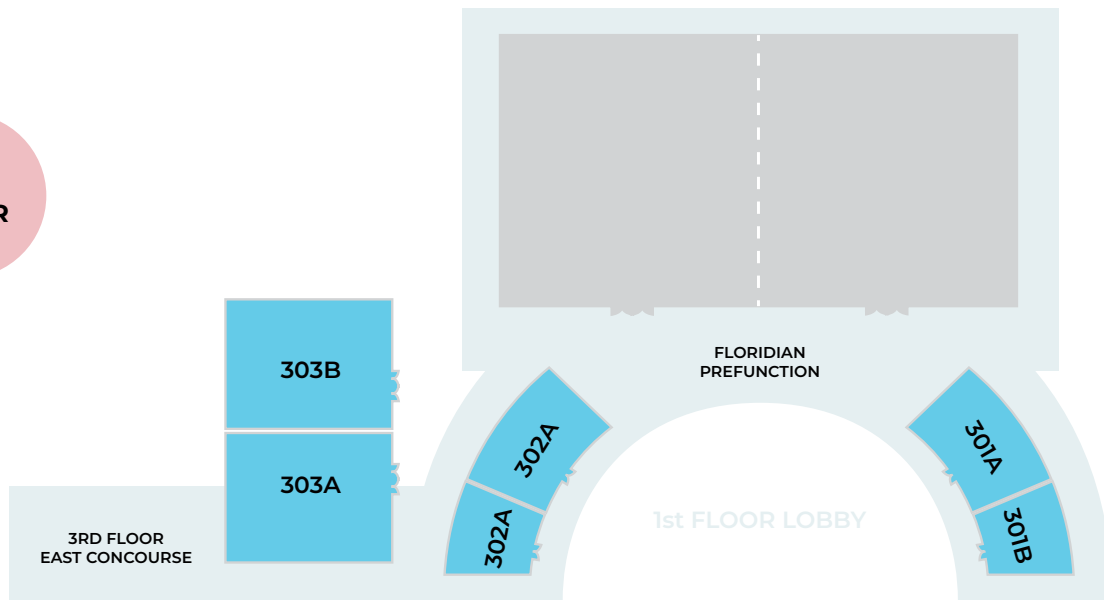 R
FLORIDIAN
PREFUNCTION
303B
302A
301A
303A
302A
301B
1st FLOOR LOBBY
3RD FLOOR
EAST CONCOURSE